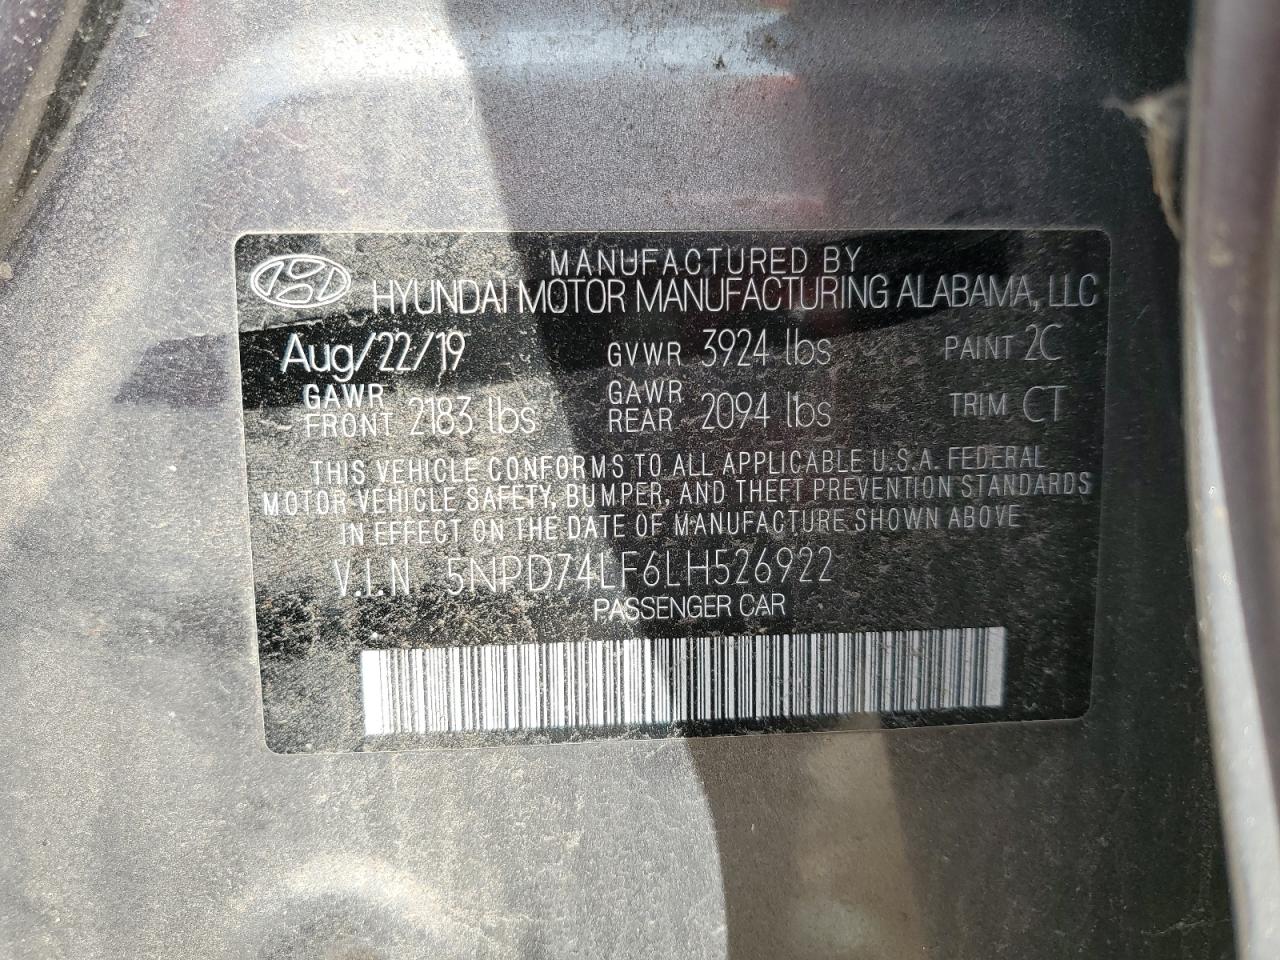 MANUFACTURED BY
HYUNDAI MOTOR MANUFACTURING ALABAMA, LLC
Aug/22/19 GVWR 3924 lbs PAINT 2C
GAWR FRONT 2183 lbs GAWR REAR 2094 lbs TRIM CT
THIS VEHICLE CONFORMS TO ALL APPLICABLE U.S.A. FEDERAL
MOTOR VEHICLE SAFETY, BUMPER, AND THEFT PREVENTION STANDARDS
IN EFFECT ON THE DATE OF MANUFACTURE SHOWN ABOVE
V.I.N 5NPD74LF6LH526922
PASSENGER CAR